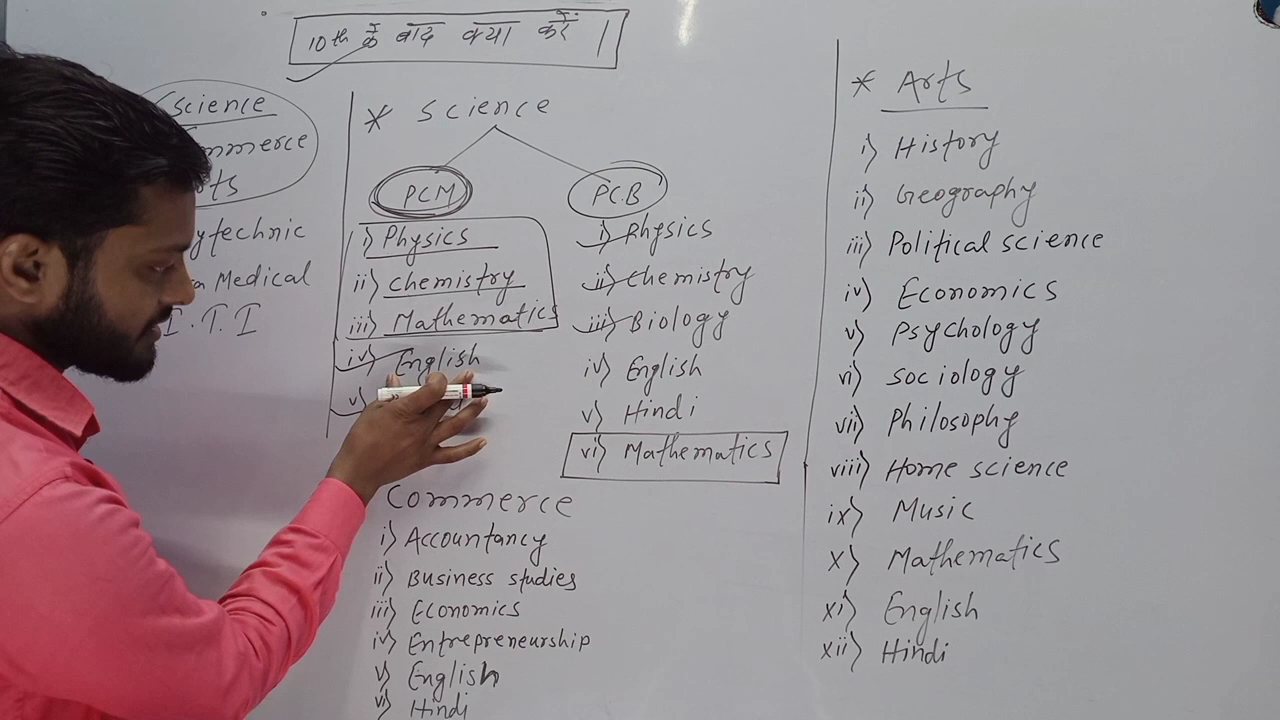 10th के बाद क्या करें |
Science
mmerce
ts
ytechnic
a Medical
I.T.I
* Science
PCM
i) Physics
ii) chemistry
iii) Mathematics
iv) English
v)
PC.B
i) Physics
ii) Chemistry
iii) Biology
iv) English
v) Hindi
vi) Mathematics
Commerce
i) Accountancy
ii) Business studies
iii) Economics
iv) Entrepreneurship
v) English
vi) Hindi
* Arts
i) History
ii) Geography
iii) Political science
iv) Economics
v) Psychology
vi) sociology
vii) Philosophy
viii) Home science
ix) Music
x) Mathematics
xi) English
xii) Hindi